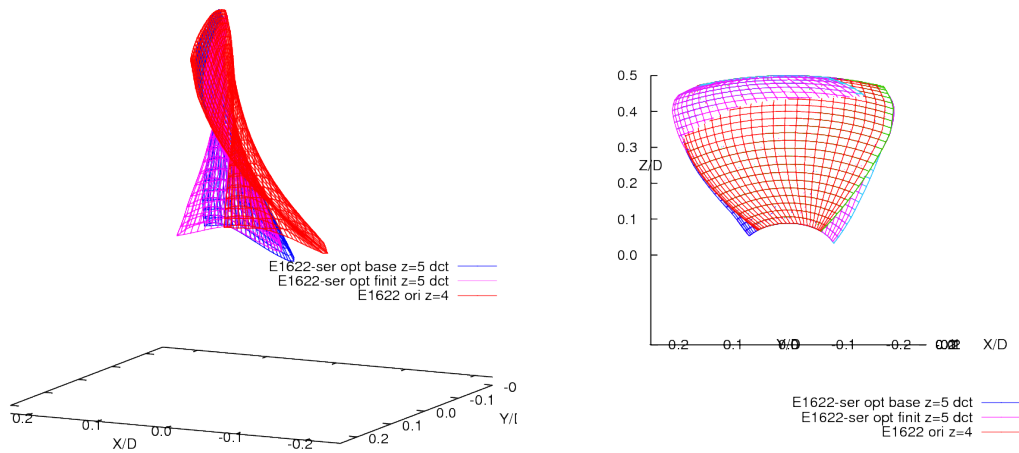 E1622-ser opt base z=5 dct
E1622-ser opt finit z=5 dct
E1622 ori z=4
0.2
0.1
0.0
-0.1
-0.2
X/D
0.2
0.1
0.0
-0.1
-0
Y/
0.5
0.4
0.3
0.2
0.1
0.0
Z/D
0.2
0.1
0.0
-0.1
-0.2
X/D
E1622-ser opt base z=5 dct
E1622-ser opt finit z=5 dct
E1622 ori z=4